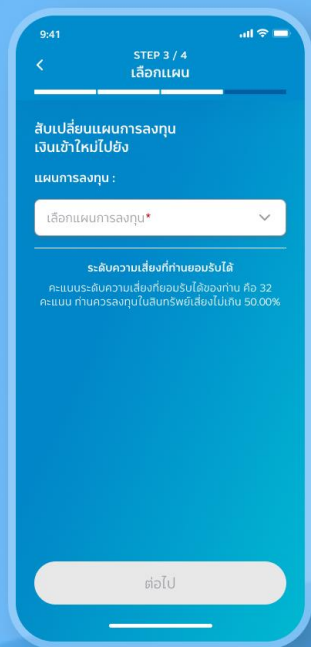 9:41
STEP 3 / 4
เลือกแผน
สับเปลี่ยนแผนการลงทุน
เงินเข้าใหม่ไปยัง
แผนการลงทุน :
เลือกแผนการลงทุน*
ระดับความเสี่ยงที่ท่านยอมรับได้
คะแนนระดับความเสี่ยงที่ยอมรับได้ของท่าน คือ 32
คะแนน ท่านควรลงทุนในสินทรัพย์เสี่ยงไม่เกิน 50.00%
ต่อไป